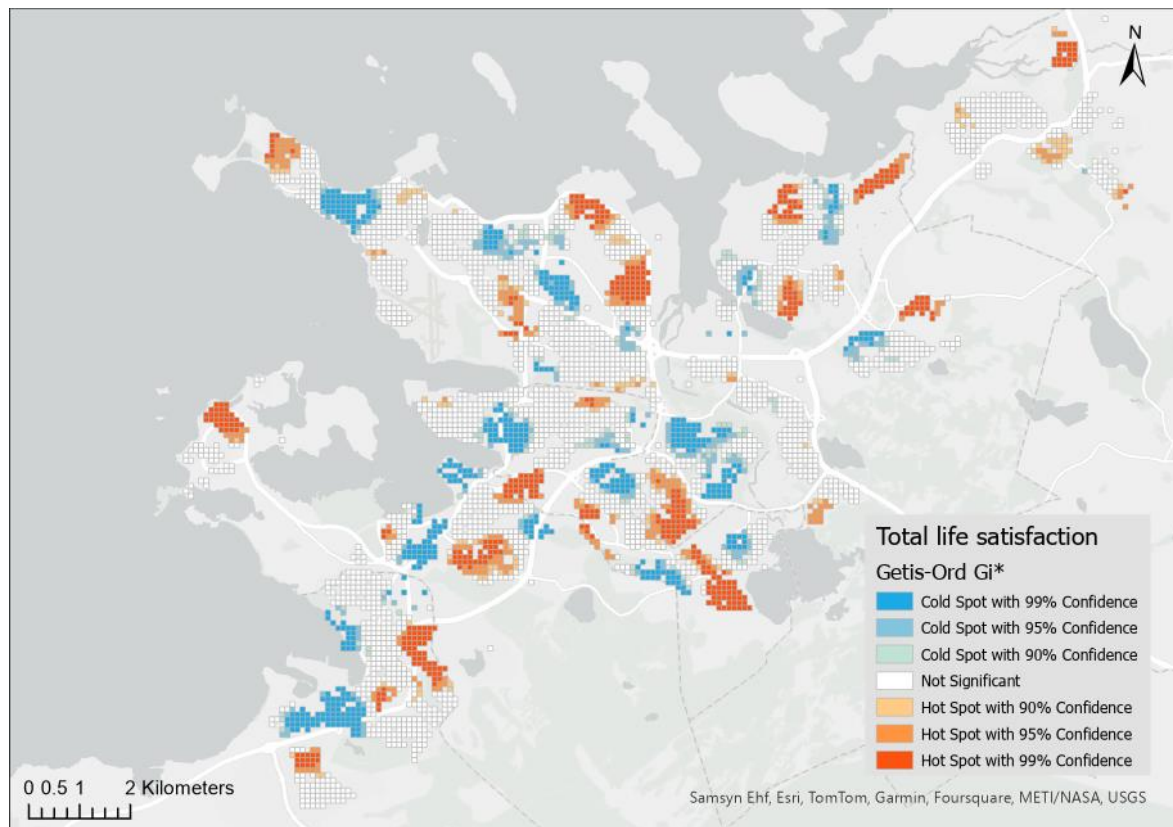 N
Total life satisfaction
Getis-Ord Gi*
Cold Spot with 99% Confidence
Cold Spot with 95% Confidence
Cold Spot with 90% Confidence
Not Significant
Hot Spot with 90% Confidence
Hot Spot with 95% Confidence
Hot Spot with 99% Confidence
0 0.5 1 2 Kilometers
Samsyn Ehf, Esri, TomTom, Garmin, Foursquare, METI/NASA, USGS